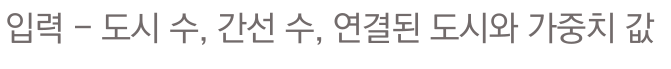 입력 - 도시 수, 간선 수, 연결된 도시와 가중치 값